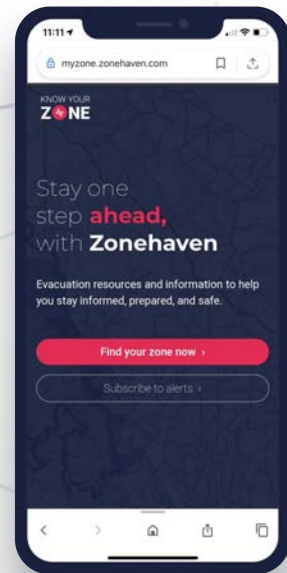 11:11
myzone.zonehaven.com
KNOW YOUR
ZONE
Stay one
step ahead,
with Zonehaven
Evacuation resources and information to help
you stay informed, prepared, and safe.
Find your zone now ›
Subscribe to alerts ›